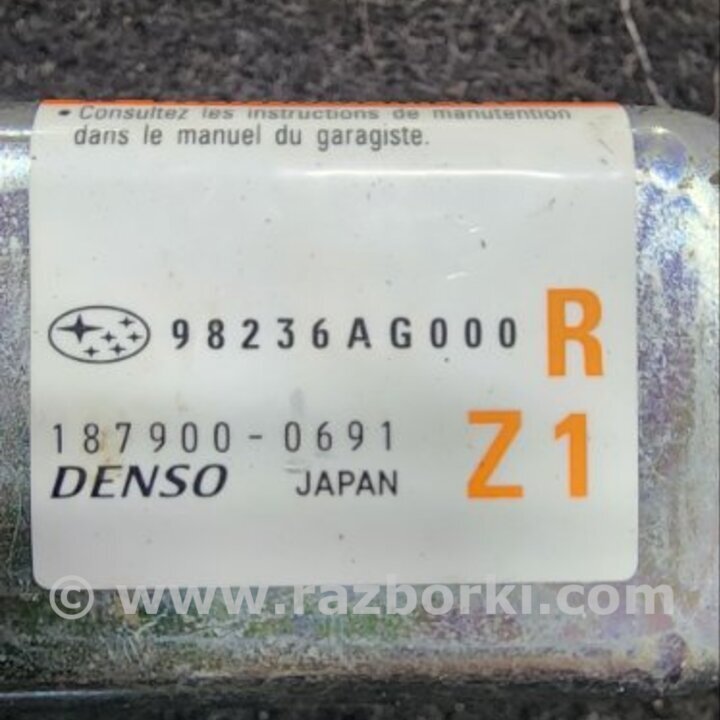 • Consultez les instructions de manutention
dans le manuel du garagiste.
98236AG000 R
187900-0691 Z1
DENSO JAPAN
© www.razborki.com